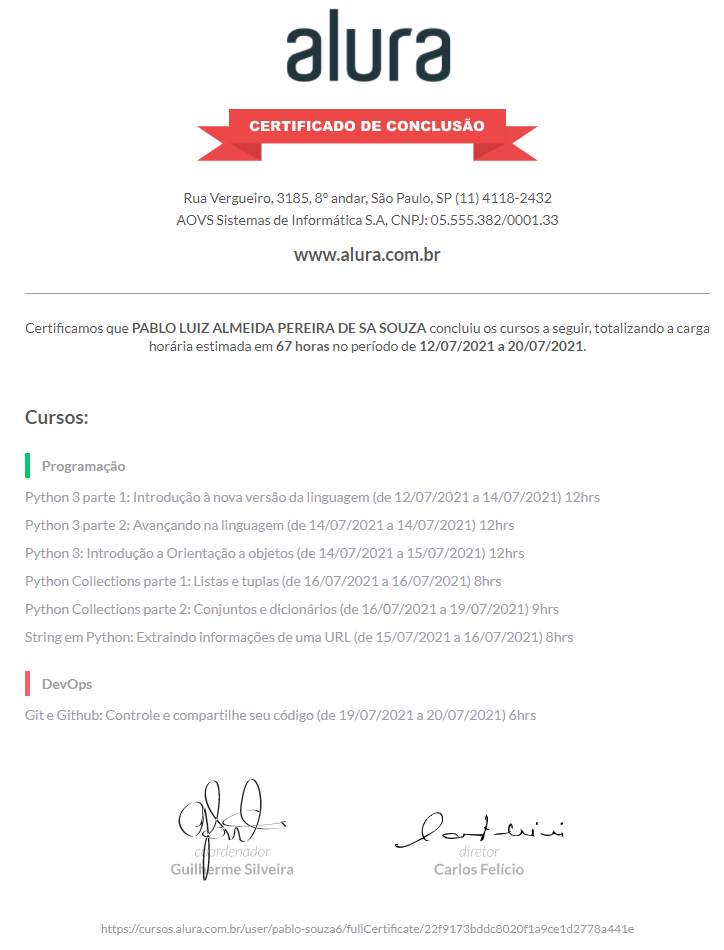 alura
CERTIFICADO DE CONCLUSÃO
Rua Vergueiro, 3185, 8º andar, São Paulo, SP (11) 4118-2432
AOVS Sistemas de Informática S.A, CNPJ: 05.555.382/0001.33
www.alura.com.br
Certificamos que PABLO LUIZ ALMEIDA PEREIRA DE SA SOUZA concluiu os cursos a seguir, totalizando a carga
horária estimada em 67 horas no período de 12/07/2021 a 20/07/2021.
Cursos:
Programação
Python 3 parte 1: Introdução à nova versão da linguagem (de 12/07/2021 a 14/07/2021) 12hrs
Python 3 parte 2: Avançando na linguagem (de 14/07/2021 a 14/07/2021) 12hrs
Python 3: Introdução a Orientação a objetos (de 14/07/2021 a 15/07/2021) 12hrs
Python Collections parte 1: Listas e tuplas (de 16/07/2021 a 16/07/2021) 8hrs
Python Collections parte 2: Conjuntos e dicionários (de 16/07/2021 a 19/07/2021) 9hrs
String em Python: Extraindo informações de uma URL (de 15/07/2021 a 16/07/2021) 8hrs
DevOps
Git e Github: Controle e compartilhe seu código (de 19/07/2021 a 20/07/2021) 6hrs
coordenador
Guilherme Silveira
diretor
Carlos Felício
https://cursos.alura.com.br/user/pablo-souza6/fullCertificate/22f9173bddc8020f1a9ce1d2778a441e